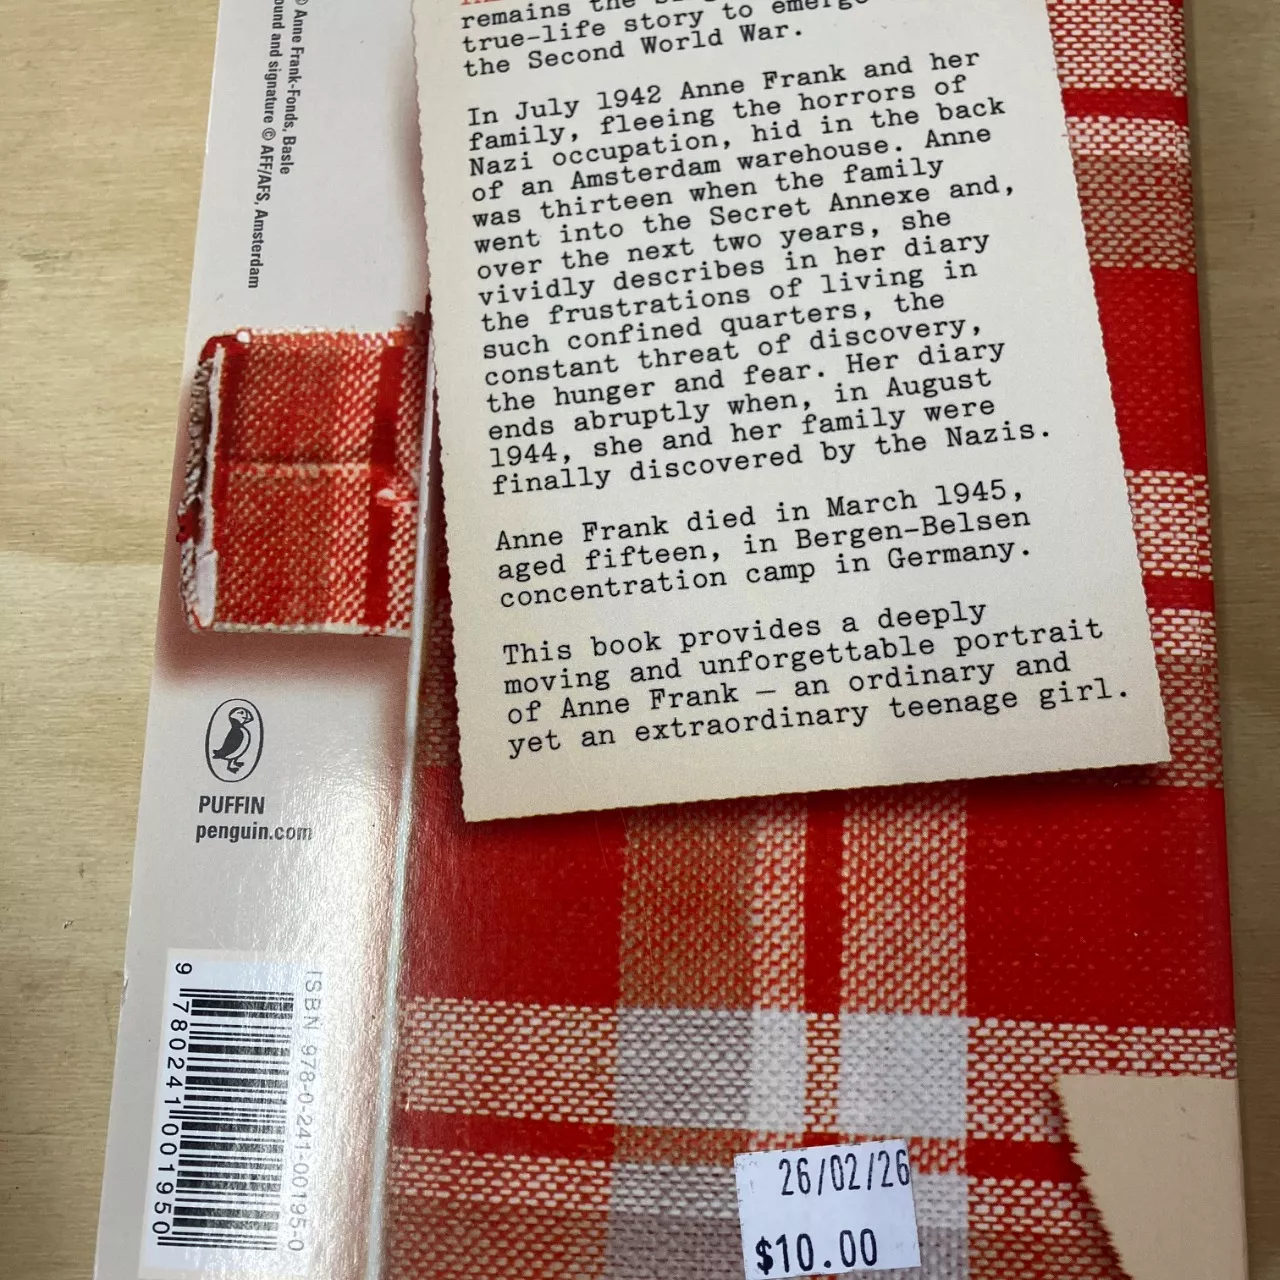 remains the
true-life story to emerge
the Second World War.
In July 1942 Anne Frank and her
family, fleeing the horrors of
Nazi occupation, hid in the back
of an Amsterdam warehouse. Anne
was thirteen when the family
went into the Secret Annexe and,
over the next two years, she
vividly describes in her diary
the frustrations of living in
such confined quarters, the
constant threat of discovery,
the hunger and fear. Her diary
ends abruptly when, in August
1944, she and her family were
finally discovered by the Nazis.
Anne Frank died in March 1945,
aged fifteen, in Bergen-Belsen
concentration camp in Germany.
This book provides a deeply
moving and unforgettable portrait
of Anne Frank – an ordinary and
yet an extraordinary teenage girl.
© Anne Frank-Fonds, Basle
and signature © AFF/AFS, Amsterdam
PUFFIN
penguin.com
ISBN 978-0-241-00195-0
9 780241 001950
26/02/26
$10.00